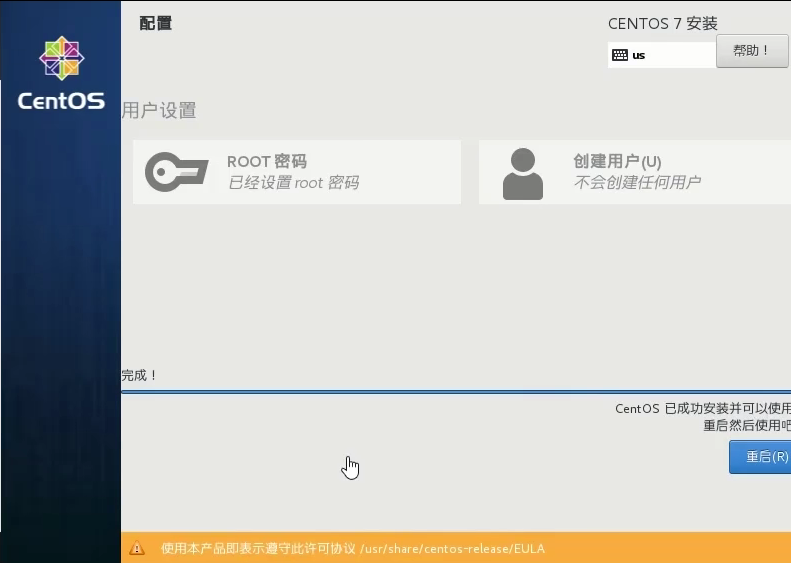 配置
CENTOS 7 安装
us
帮助！
CentOS
用户设置
ROOT 密码
已经设置 root 密码
创建用户(U)
不会创建任何用户
完成！
CentOS 已成功安装并可以使用
重启然后使用吧
重启(R)
使用本产品即表示遵守此许可协议 /usr/share/centos-release/EULA